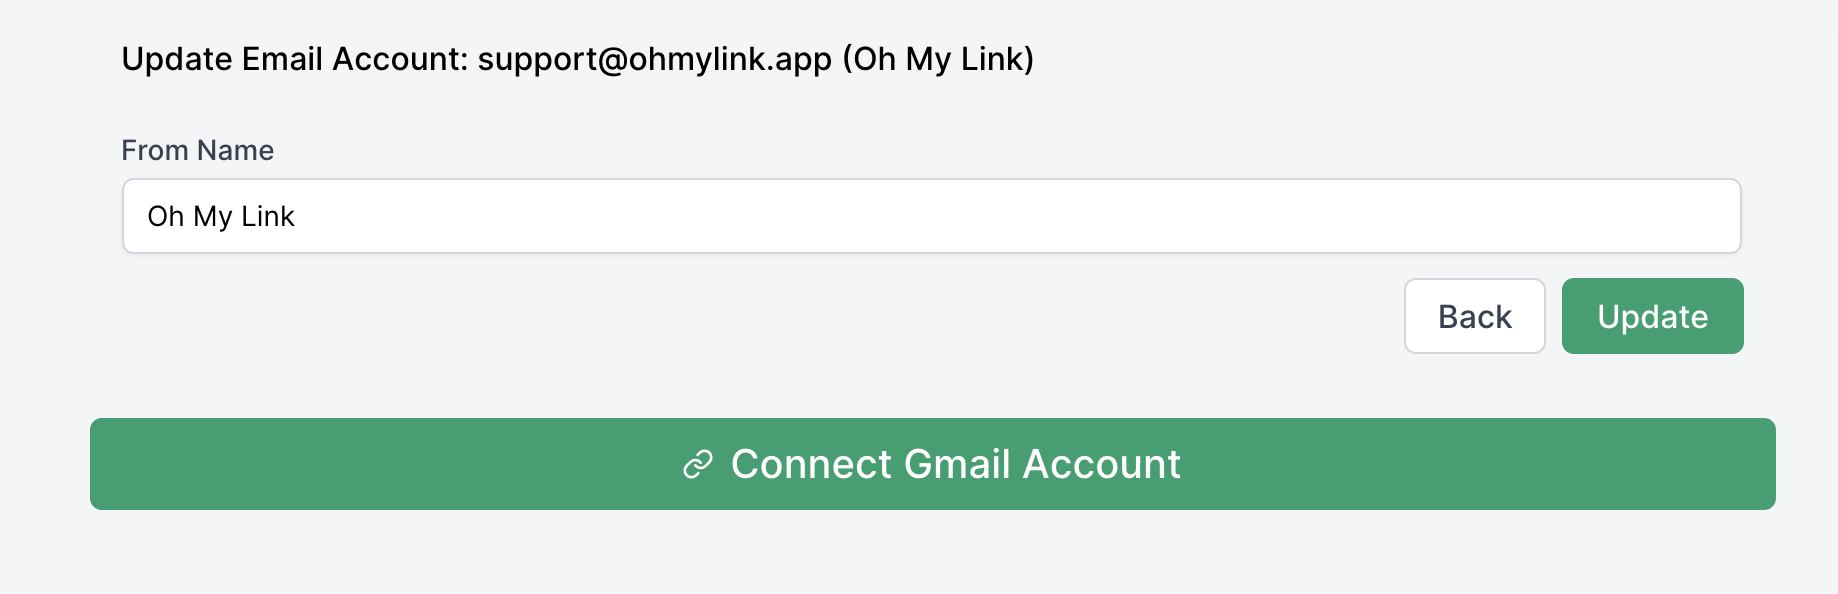 Update Email Account: support@ohmylink.app (Oh My Link)
From Name
Oh My Link
Back Update
Connect Gmail Account